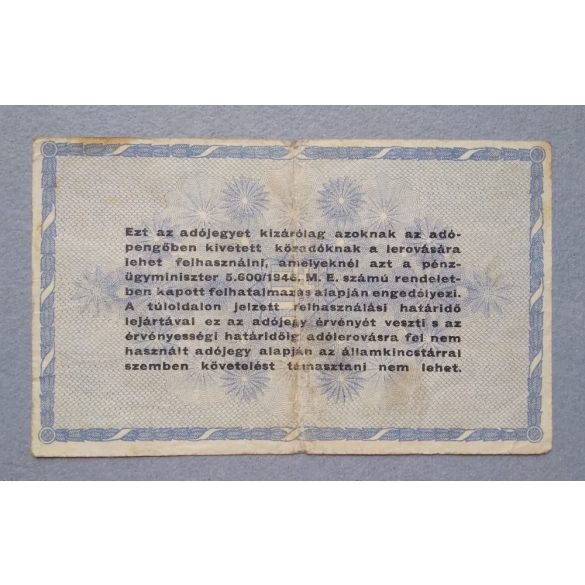 Ezt az adójegyet kizárólag azoknak az adó-
pengőben kivetett közadóknak a lerovására
lehet felhasználni, amelyeknél azt a pénz-
ügyminiszter 5.600/1946. M. E. számú rendelet-
ben kapott felhatalmazás alapján engedélyezi.
A túloldalon jelzett felhasználási határidő
lejártával ez az adójegy érvényét veszti s az
érvényességi határidőig adólerovásra fel nem
használt adójegy alapján az államkincstárral
szemben követelést támasztani nem lehet.